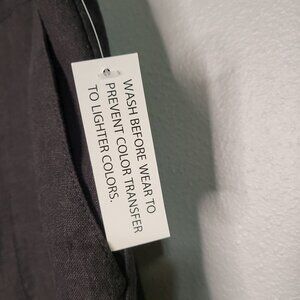 WASH BEFORE WEAR TO
PREVENT COLOR TRANSFER
TO LIGHTER COLORS.